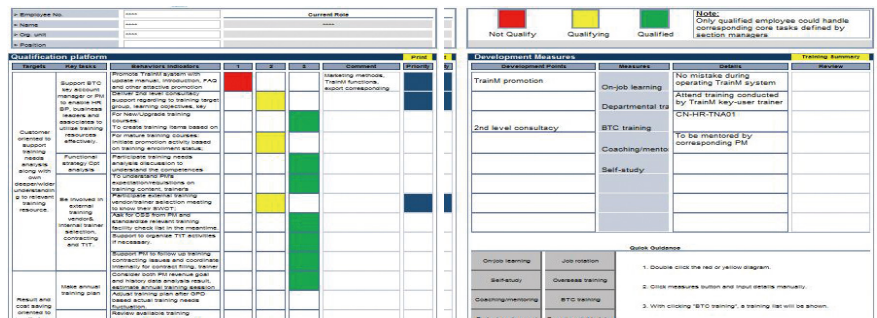 Employee No.
****
Current Role
Name
****
****
Org. unit
****
Position
Qualification platform
Print
Targets
Key tasks
Behaviors Indicators
1
2
3
Comment
Priority
Customer
oriented to
support
training
needs
analysis
along with
own
deeper/wider
understandin
g to relevant
training
resource.
Result and
cost saving
oriented to
Support BTC
key account
manager or PM
to enable HR
BP, business
leaders and
associates to
utilize training
resources
effectively.
Functional
strategy Cpt
analysis
Be involved in
external
training
vendor&
internal trainer
selection,
contracting
and TtT.
Make annual
training plan
Promote TrainM system with
update manual, introduction, FAQ
and other attactive promotion
Deliver 2nd level consultacy
support regarding to training target
group, learning objectives, key
For New/Upgrade training
courses:
To create training items based on
For mature training courses:
Initiate promotion activity based
on training enrolment status;
Participate training needs
analysis discussion to
understand the competences
To understand PM's
expectation/requisitions on
training content, trainer's
Participate external training
vendor/trainer selection meeting
to know their SWOT;
Ask for OSS from PM and
standardize relevant training
facility check list in the meantime.
Support to organize TtT activities
if necessary.
Support PM to follow up training
contracting issues and coordinate
internally for contract filing, trainer
Consider both PM revenue goal
and history data analysis result,
estimate annual training session
Adjust training plan after GPD
based actual training needs
fluctuation.
Review available training
Marketing methods,
TrainM functions,
export corresponding
Not Qualify
Qualifying
Qualified
Note:
Only qualified employee could handle
corresponding core tasks defined by
section managers
Development Measures
Training Summary
Development Points
Measures
Details
Review
TrainM promotion
2nd level consultacy
On-job learning
Departmental tra
BTC training
Coaching/mento
Self-study
No mistake during
operating TrainM system
Attend training conducted
by TrainM key-user trainer
CN-HR-TNA01
To be mentored by
corresponding PM
Quick Guidance
On-job learning
Job rotation
Self-study
Overseas training
Coaching/mentoring
BTC training
1. Double click the red or yellow diagram.
2. Click measures button and input details manually.
3. With clicking "BTC training", a training list will be shown.